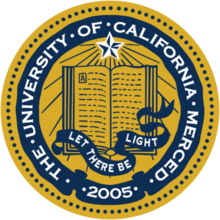 ·THE·UNIVERSITY·OF·CALIFORNIA·MERCED·
A
LET THERE BE LIGHT
·2005·